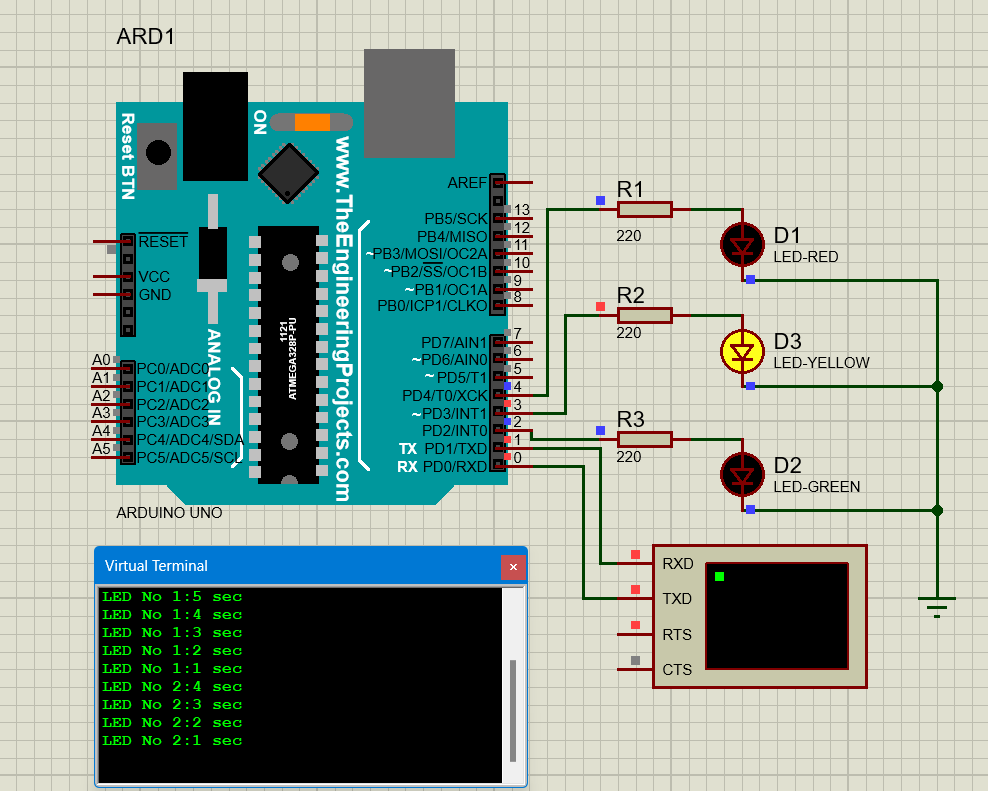 ARD1
Reset BTN
ON
www.TheEngineeringProjects.com
RESET
VCC
GND
ANALOG IN
1121
ATMEGA328P-PU
AREF
PB5/SCK
13
PB4/MISO
12
~PB3/MOSI/OC2A
11
~PB2/SS/OC1B
10
~PB1/OC1A
9
PB0/ICP1/CLKO
8
PD7/AIN1
7
~PD6/AIN0
6
~PD5/T1
5
PD4/T0/XCK
4
~PD3/INT1
3
PD2/INT0
2
TX PD1/TXD
1
RX PD0/RXD
0
A0
PC0/ADC0
A1
PC1/ADC1
A2
PC2/ADC2
A3
PC3/ADC3
A4
PC4/ADC4/SDA
A5
PC5/ADC5/SCL
ARDUINO UNO
R1
220
D1
LED-RED
R2
220
D3
LED-YELLOW
R3
220
D2
LED-GREEN
RXD
TXD
RTS
CTS
Virtual Terminal
LED No 1:5 sec
LED No 1:4 sec
LED No 1:3 sec
LED No 1:2 sec
LED No 1:1 sec
LED No 2:4 sec
LED No 2:3 sec
LED No 2:2 sec
LED No 2:1 sec